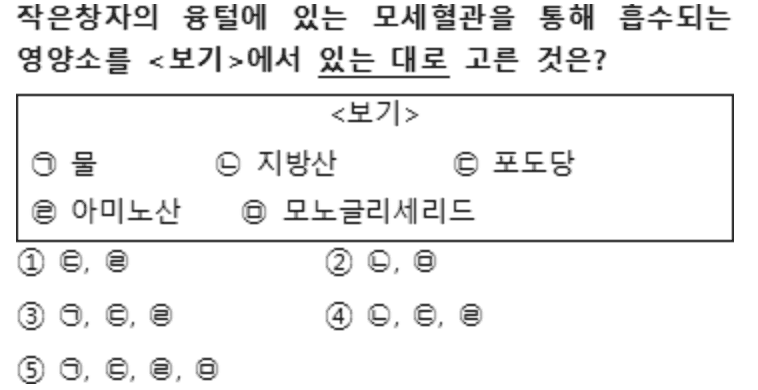 작은창자의 융털에 있는 모세혈관을 통해 흡수되는
영양소를 <보기>에서 있는 대로 고른 것은?
<보기>
㉠ 물 ㉡ 지방산 ㉢ 포도당
㉣ 아미노산 ㉤ 모노글리세리드
① ㉢, ㉣ ② ㉡, ㉤
③ ㉠, ㉢, ㉣ ④ ㉡, ㉢, ㉣
⑤ ㉠, ㉢, ㉣, ㉤